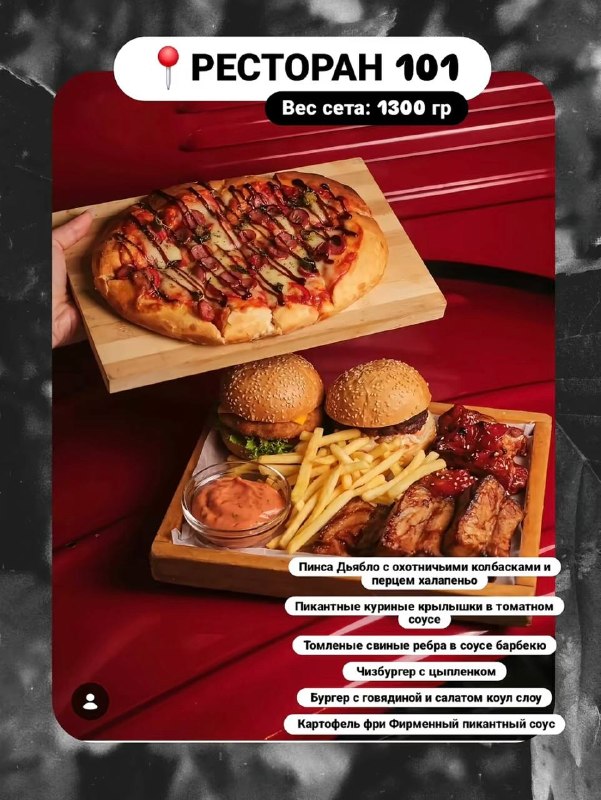 РЕСТОРАН 101
Вес сета: 1300 гр
Пинса Дьябло с охотничьими колбасками и
перцем халапеньо
Пикантные куриные крылышки в томатном
соусе
Томленые свиные ребра в соусе барбекю
Чизбургер с цыпленком
Бургер с говядиной и салатом коул слоу
Картофель фри Фирменный пикантный соус